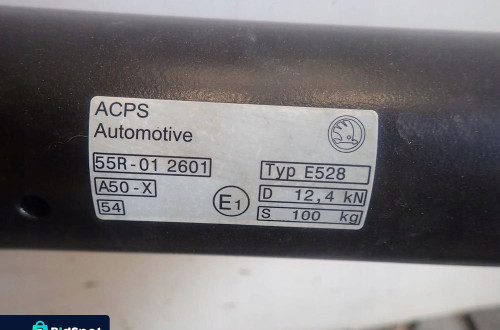 ACPS
Automotive
55R-01 2601
A50-X
54
E1
Typ E528
D 12,4 kN
S 100 kg